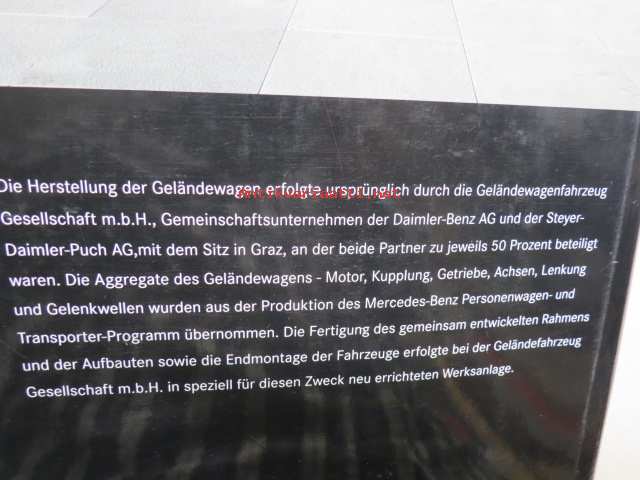 Die Herstellung der Geländewagen erfolgte ursprünglich durch die Geländewagenfahrzeug
Gesellschaft m.b.H., Gemeinschaftsunternehmen der Daimler-Benz AG und der Steyer-
Daimler-Puch AG,mit dem Sitz in Graz, an der beide Partner zu jeweils 50 Prozent beteiligt
waren. Die Aggregate des Geländewagens - Motor, Kupplung, Getriebe, Achsen, Lenkung
und Gelenkwellen wurden aus der Produktion des Mercedes-Benz Personenwagen- und
Transporter-Programm übernommen. Die Fertigung des gemeinsam entwickelten Rahmens
und der Aufbauten sowie die Endmontage der Fahrzeuge erfolgte bei der Geländefahrzeug
Gesellschaft m.b.H. in speziell für diesen Zweck neu errichteten Werksanlage.